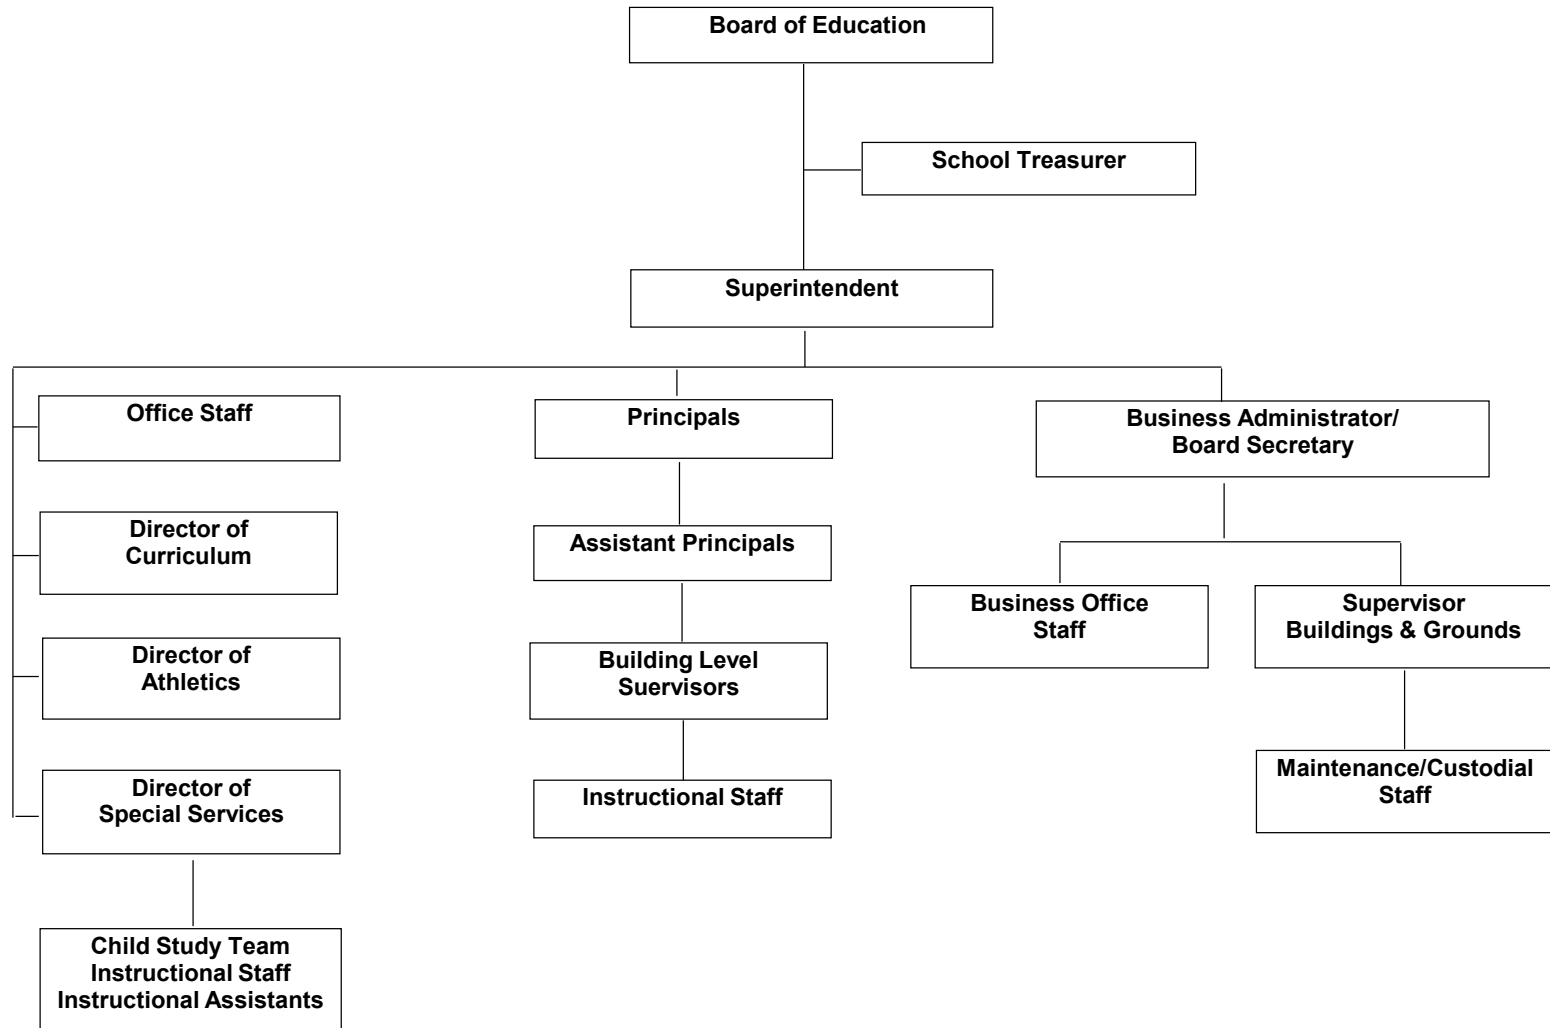 Board of Education
School Treasurer
Superintendent
Office Staff
Principals
Business Administrator/
Board Secretary
Director of
Curriculum
Assistant Principals
Business Office
Staff
Supervisor
Buildings & Grounds
Director of
Athletics
Building Level
Suervisors
Director of
Special Services
Instructional Staff
Maintenance/Custodial
Staff
Child Study Team
Instructional Staff
Instructional Assistants